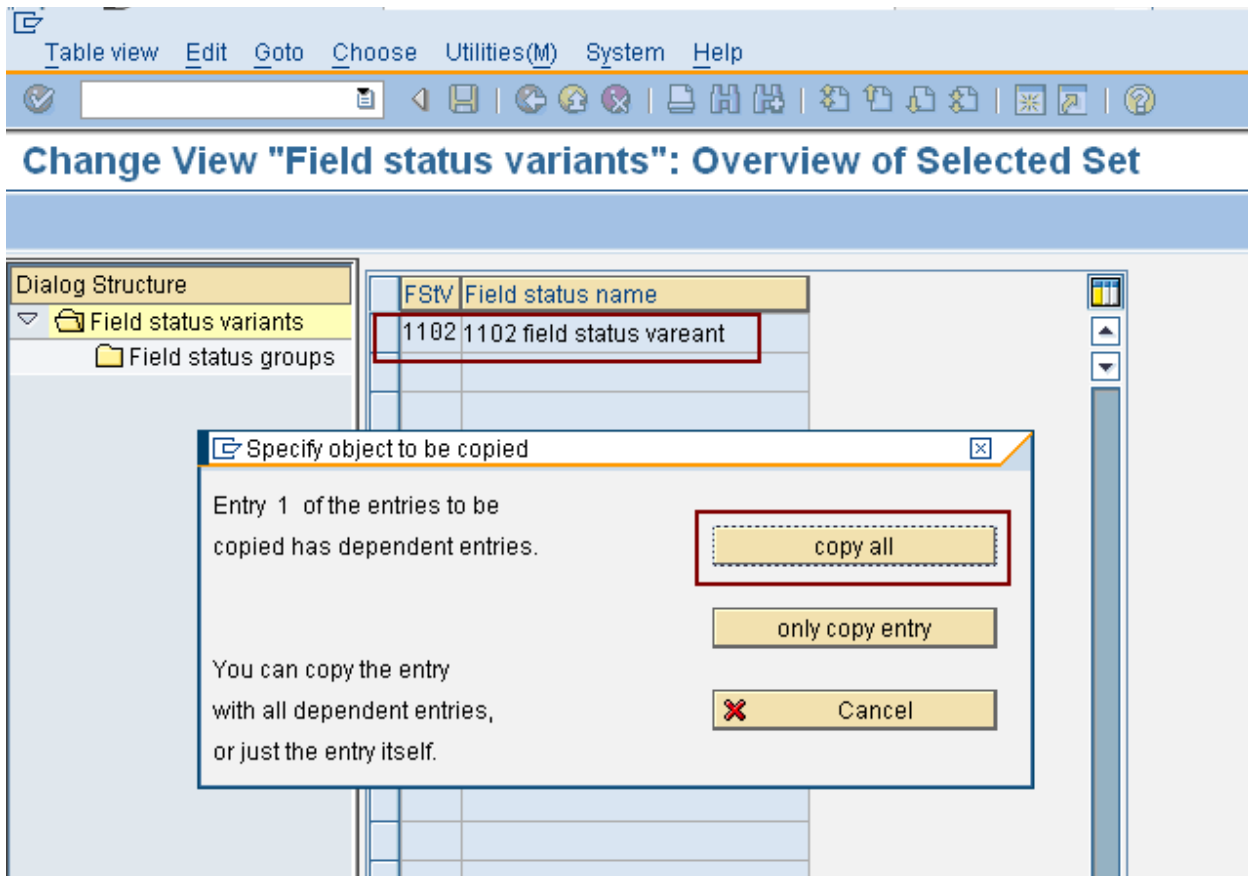 Table view Edit Goto Choose Utilities(M) System Help
Change View "Field status variants": Overview of Selected Set
Dialog Structure
Field status variants
Field status groups
FStV Field status name
1102 1102 field status vareant
Specify object to be copied
Entry 1 of the entries to be
copied has dependent entries.
copy all
only copy entry
You can copy the entry
with all dependent entries,
or just the entry itself.
Cancel